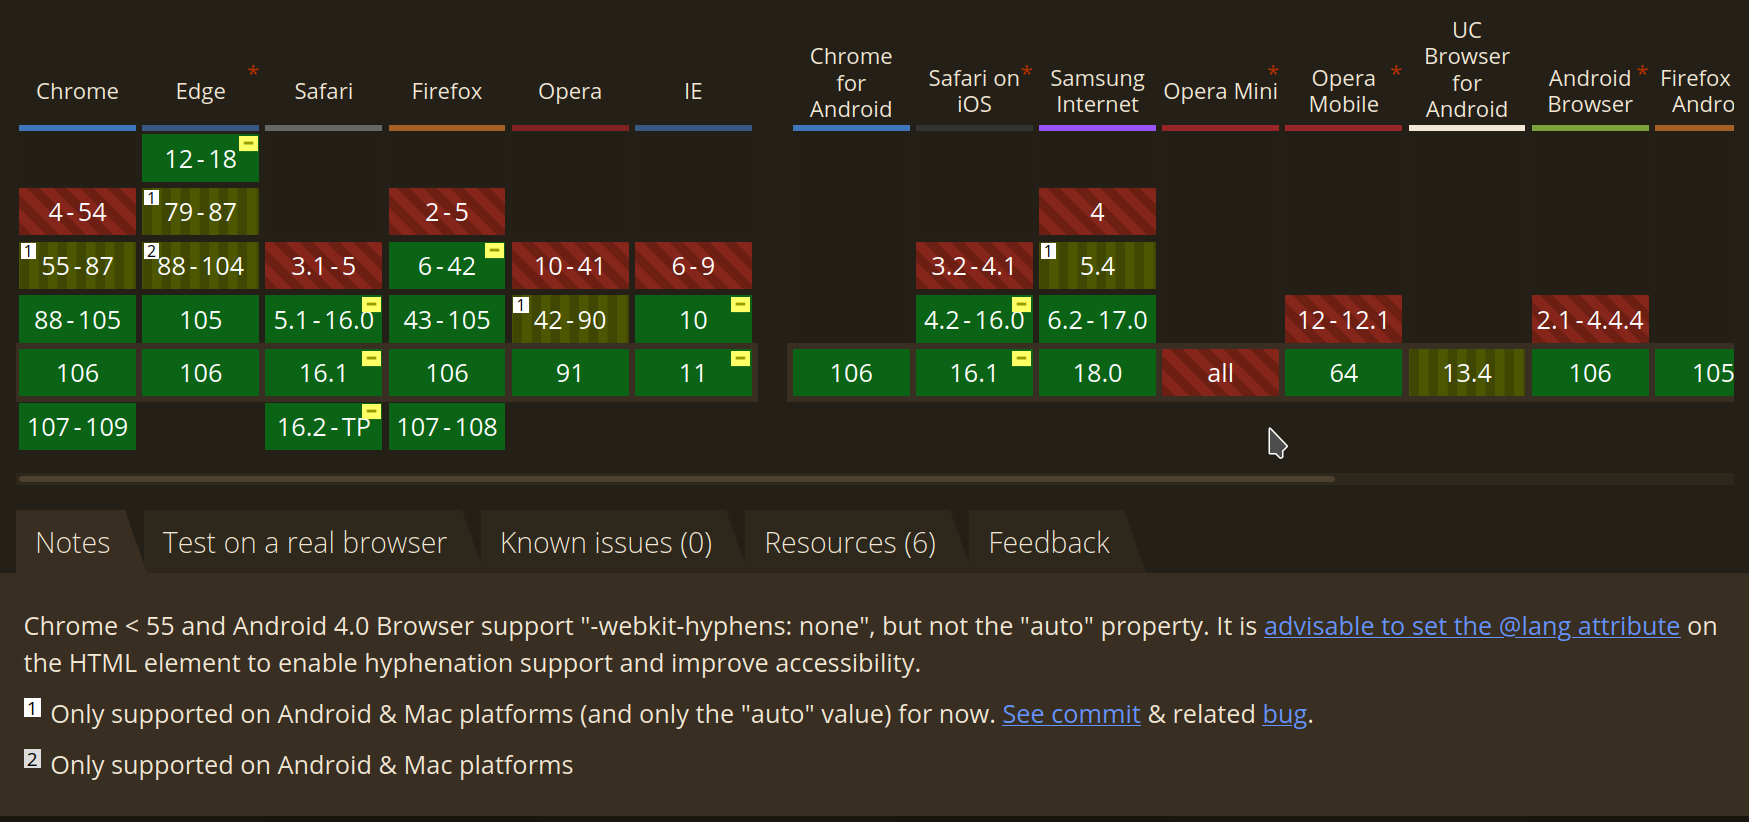 UC
Chrome Browser
Chrome Edge * Safari Firefox Opera IE for Safari on * Samsung Opera Mini * Opera * for Android * Firefox
Android iOS Internet Mobile Android Browser Andro
12 - 18 –
4 - 54 1 79 - 87 2 - 5 4
1 55 - 87 2 88 - 104 3.1 - 5 6 - 42 – 10 - 41 6 - 9 3.2 - 4.1 1 5.4
88 - 105 105 5.1 - 16.0 – 43 - 105 1 42 - 90 10 – 4.2 - 16.0 – 6.2 - 17.0 12 - 12.1 2.1 - 4.4.4
106 106 16.1 – 106 91 11 – 106 16.1 – 18.0 all 64 13.4 106 105
107 - 109 16.2 - TP – 107 - 108
Notes Test on a real browser Known issues (0) Resources (6) Feedback
Chrome < 55 and Android 4.0 Browser support "-webkit-hyphens: none", but not the "auto" property. It is advisable to set the @lang attribute on
the HTML element to enable hyphenation support and improve accessibility.
1 Only supported on Android & Mac platforms (and only the "auto" value) for now. See commit & related bug.
2 Only supported on Android & Mac platforms